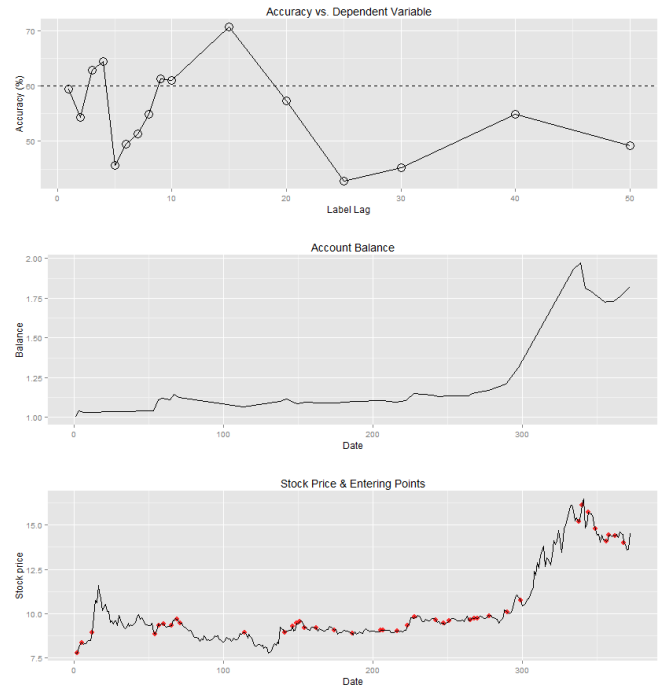 Accuracy vs. Dependent Variable
Accuracy (%)
70
60
50
0 10 20 30 40 50
Label Lag
Account Balance
Balance
2.00
1.75
1.50
1.25
1.00
0 100 200 300
Date
Stock Price & Entering Points
Stock price
15.0
12.5
10.0
7.5
0 100 200 300
Date